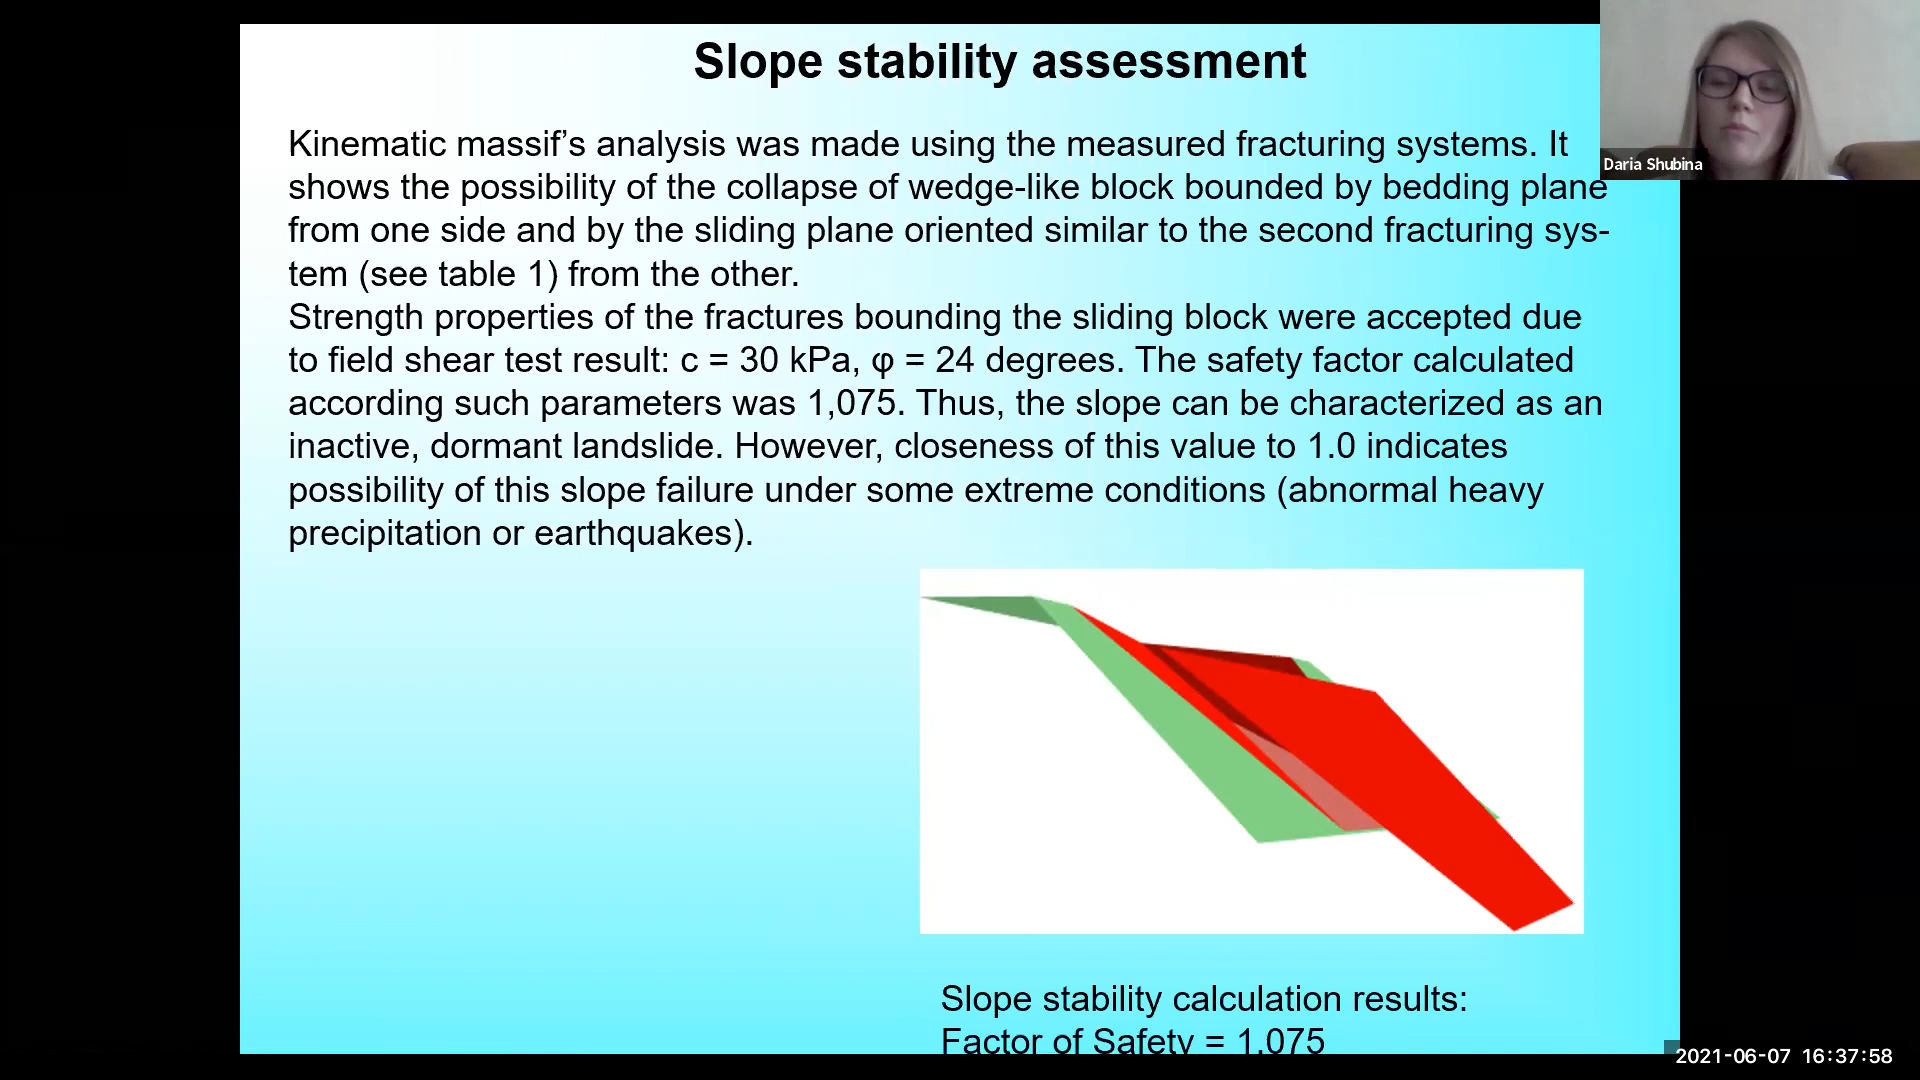 Slope stability assessment
Kinematic massif’s analysis was made using the measured fracturing systems. It
shows the possibility of the collapse of wedge-like block bounded by bedding plane
from one side and by the sliding plane oriented similar to the second fracturing sys-
tem (see table 1) from the other.
Strength properties of the fractures bounding the sliding block were accepted due
to field shear test result: c = 30 kPa, φ = 24 degrees. The safety factor calculated
according such parameters was 1,075. Thus, the slope can be characterized as an
inactive, dormant landslide. However, closeness of this value to 1.0 indicates
possibility of this slope failure under some extreme conditions (abnormal heavy
precipitation or earthquakes).
Slope stability calculation results:
Factor of Safety = 1,075
Daria Shubina
2021-06-07 16:37:58